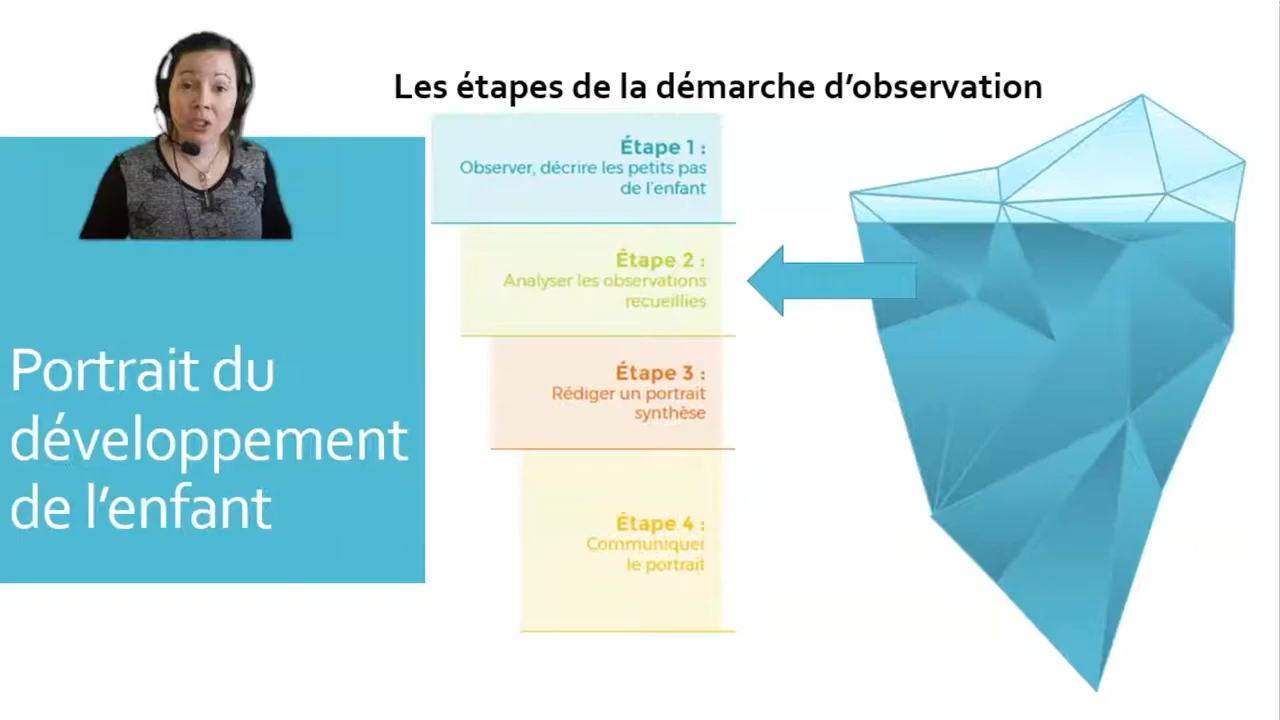 Les étapes de la démarche d’observation
Étape 1 :
Observer, décrire les petits pas
de l’enfant
Étape 2 :
Analyser les observations
recueillies
Étape 3 :
Rédiger un portrait
synthèse
Étape 4 :
Communiquer
le portrait
Portrait du
développement
de l’enfant